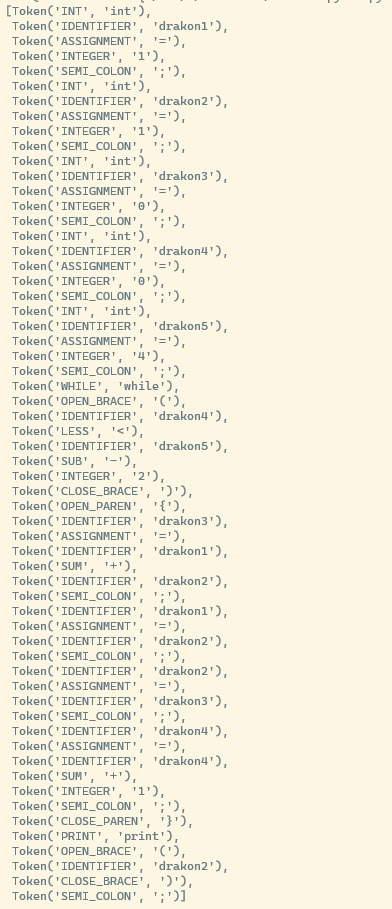 [Token('INT', 'int'),
Token('IDENTIFIER', 'drakon1'),
Token('ASSIGNMENT', '='),
Token('INTEGER', '1'),
Token('SEMI_COLON', ';'),
Token('INT', 'int'),
Token('IDENTIFIER', 'drakon2'),
Token('ASSIGNMENT', '='),
Token('INTEGER', '1'),
Token('SEMI_COLON', ';'),
Token('INT', 'int'),
Token('IDENTIFIER', 'drakon3'),
Token('ASSIGNMENT', '='),
Token('INTEGER', '0'),
Token('SEMI_COLON', ';'),
Token('INT', 'int'),
Token('IDENTIFIER', 'drakon4'),
Token('ASSIGNMENT', '='),
Token('INTEGER', '0'),
Token('SEMI_COLON', ';'),
Token('INT', 'int'),
Token('IDENTIFIER', 'drakon5'),
Token('ASSIGNMENT', '='),
Token('INTEGER', '4'),
Token('SEMI_COLON', ';'),
Token('WHILE', 'while'),
Token('OPEN_BRACE', '('),
Token('IDENTIFIER', 'drakon4'),
Token('LESS', '<'),
Token('IDENTIFIER', 'drakon5'),
Token('SUB', '-'),
Token('INTEGER', '2'),
Token('CLOSE_BRACE', ')'),
Token('OPEN_PAREN', '{'),
Token('IDENTIFIER', 'drakon3'),
Token('ASSIGNMENT', '='),
Token('IDENTIFIER', 'drakon1'),
Token('SUM', '+'),
Token('IDENTIFIER', 'drakon2'),
Token('SEMI_COLON', ';'),
Token('IDENTIFIER', 'drakon1'),
Token('ASSIGNMENT', '='),
Token('IDENTIFIER', 'drakon2'),
Token('SEMI_COLON', ';'),
Token('IDENTIFIER', 'drakon2'),
Token('ASSIGNMENT', '='),
Token('IDENTIFIER', 'drakon3'),
Token('SEMI_COLON', ';'),
Token('IDENTIFIER', 'drakon4'),
Token('ASSIGNMENT', '='),
Token('IDENTIFIER', 'drakon4'),
Token('SUM', '+'),
Token('INTEGER', '1'),
Token('SEMI_COLON', ';'),
Token('CLOSE_PAREN', '}'),
Token('PRINT', 'print'),
Token('OPEN_BRACE', '('),
Token('IDENTIFIER', 'drakon2'),
Token('CLOSE_BRACE', ')'),
Token('SEMI_COLON', ';')]